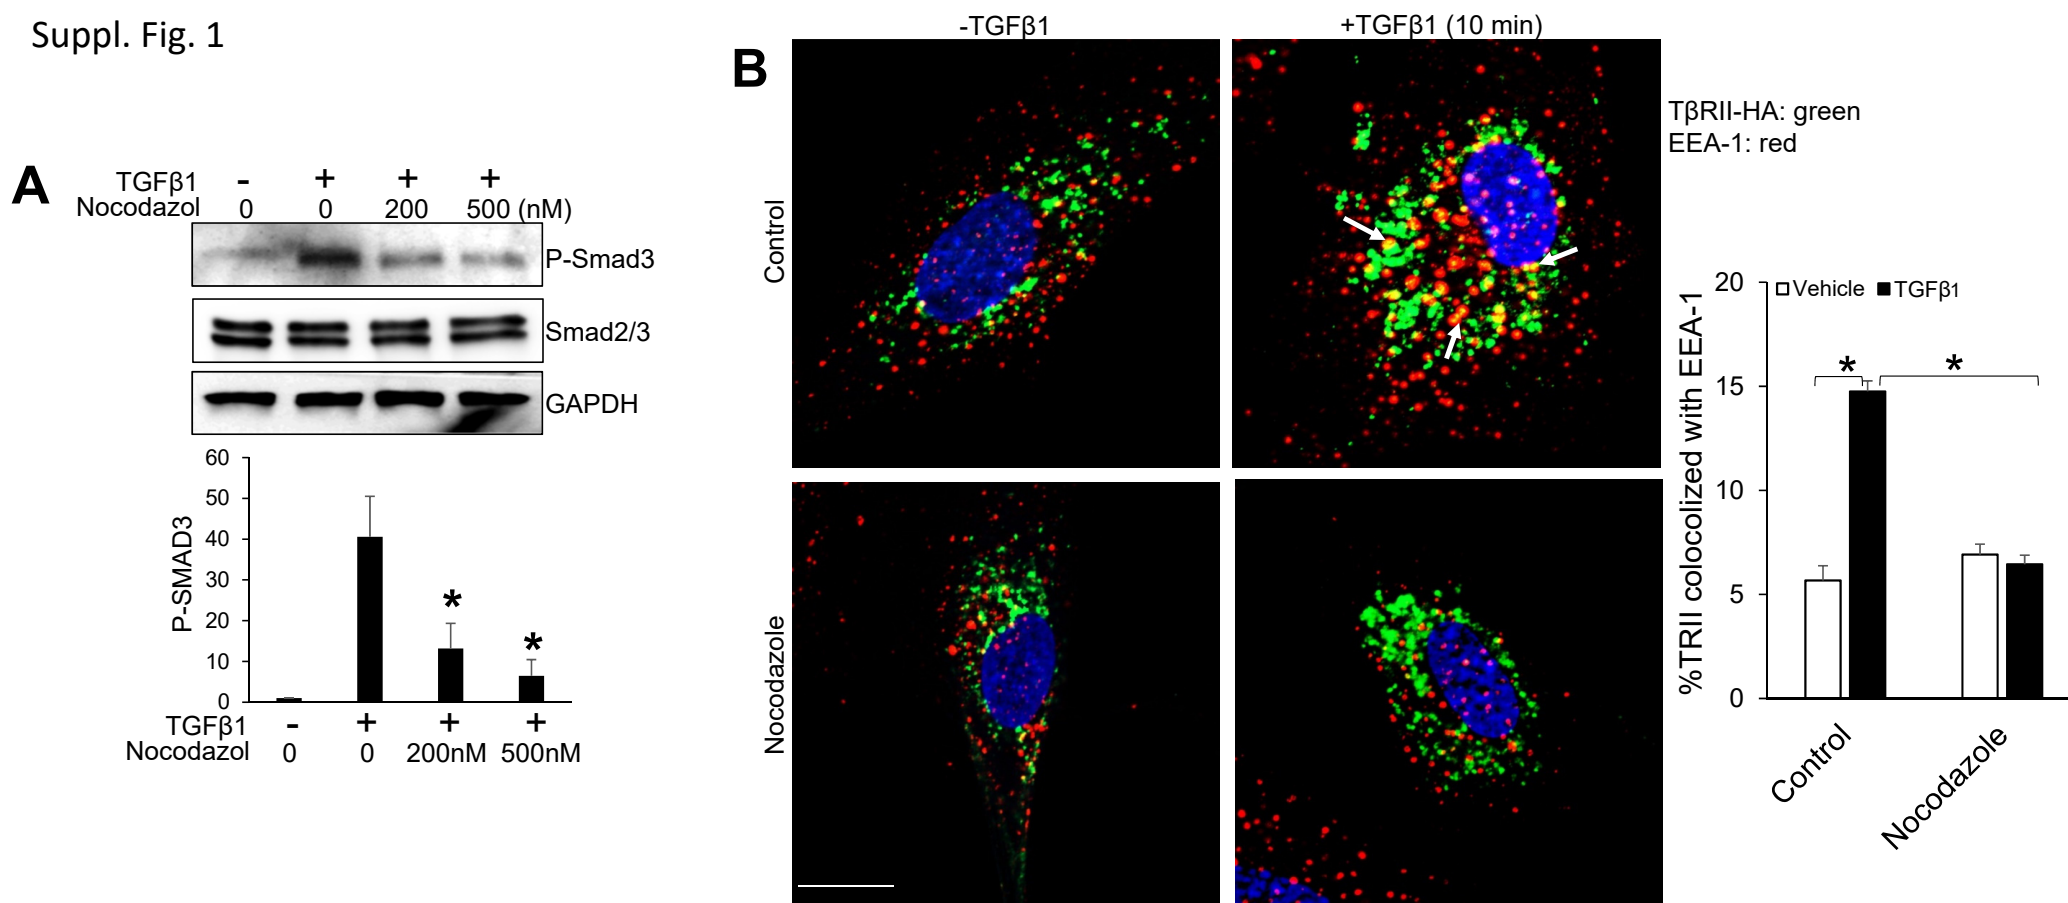 Suppl. Fig. 1
A
TGFβ1 - + + +
Nocodazol 0 0 200 500 (nM)
P-Smad3
Smad2/3
GAPDH
60
50
40
30
20
10
0
P-SMAD3
*
*
TGFβ1 - + + +
Nocodazol 0 0 200nM 500nM
B
-TGFβ1
+TGFβ1 (10 min)
Control
Nocodazole
TβRII-HA: green
EEA-1: red
%TRII colocolized with EEA-1
20
15
10
5
0
Vehicle TGFβ1
* *
Control
Nocodazole